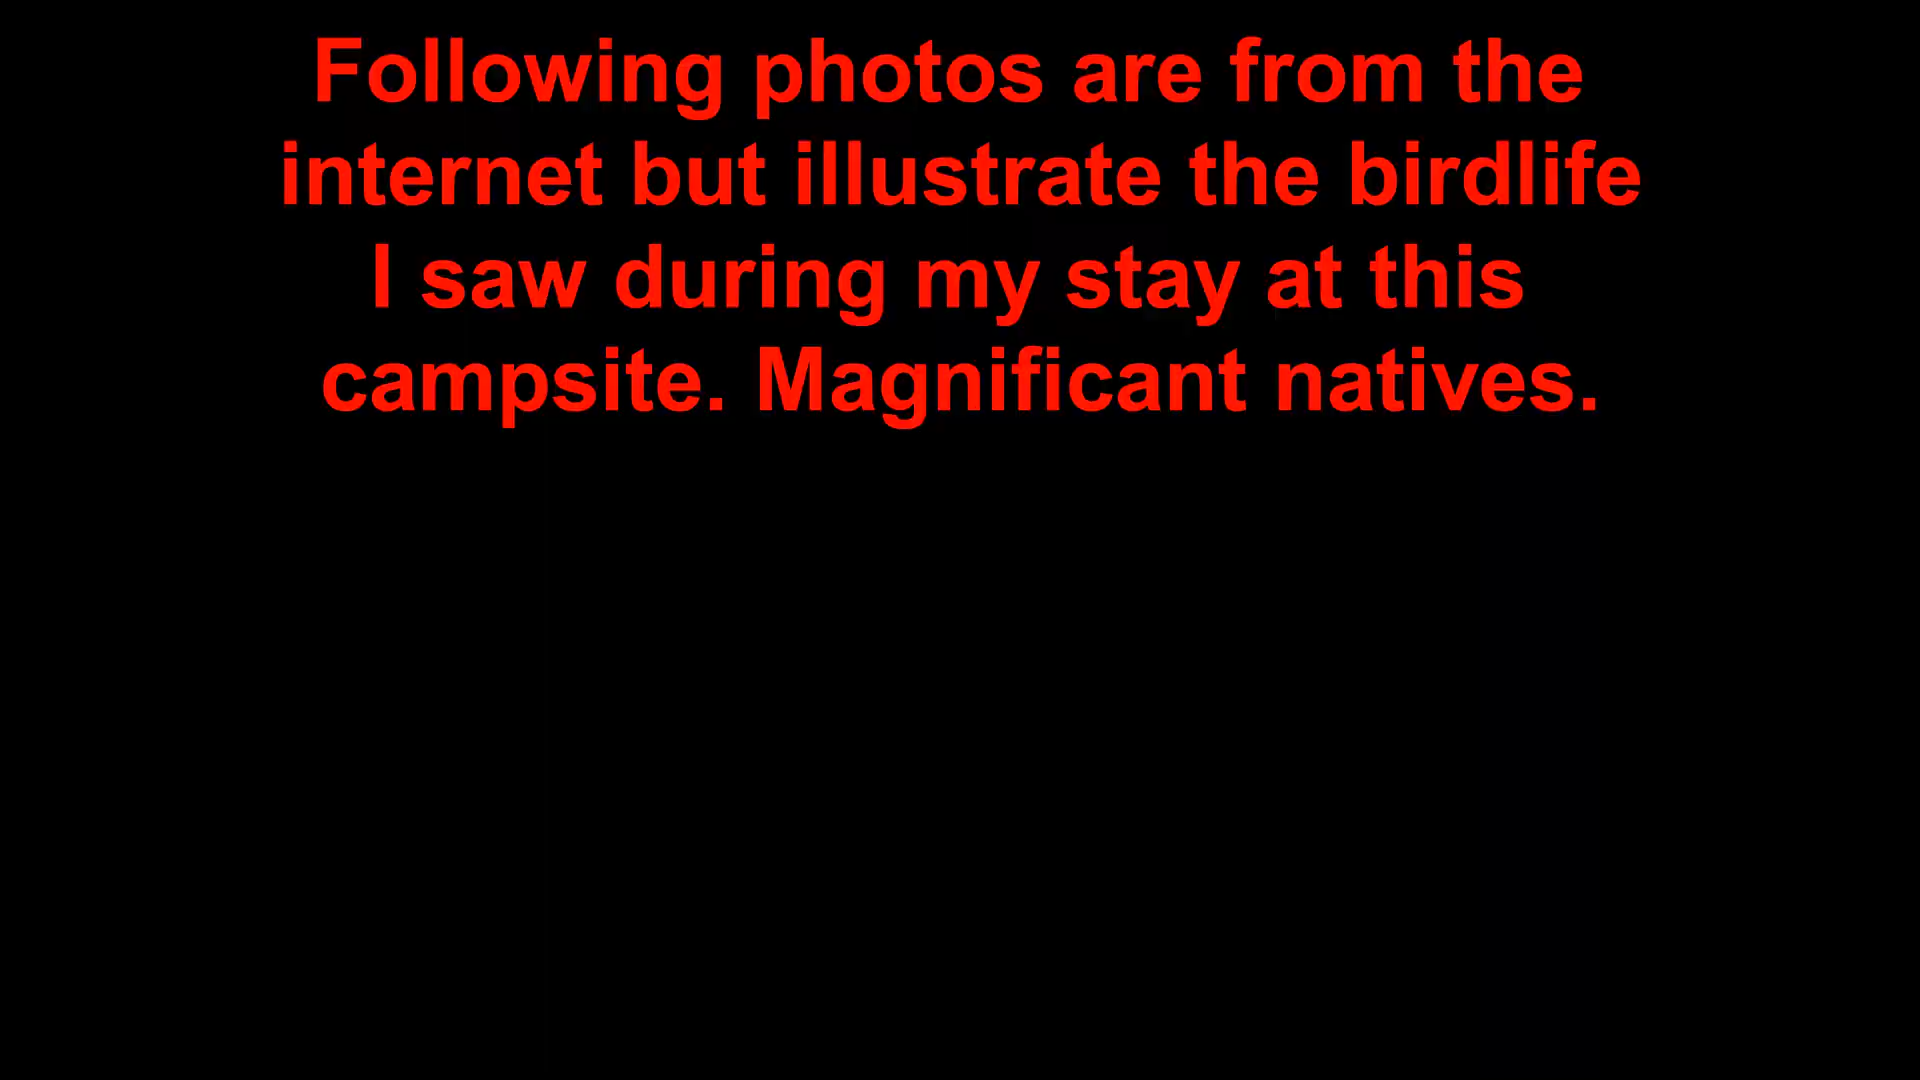 Following photos are from the
internet but illustrate the birdlife
I saw during my stay at this
campsite. Magnificant natives.